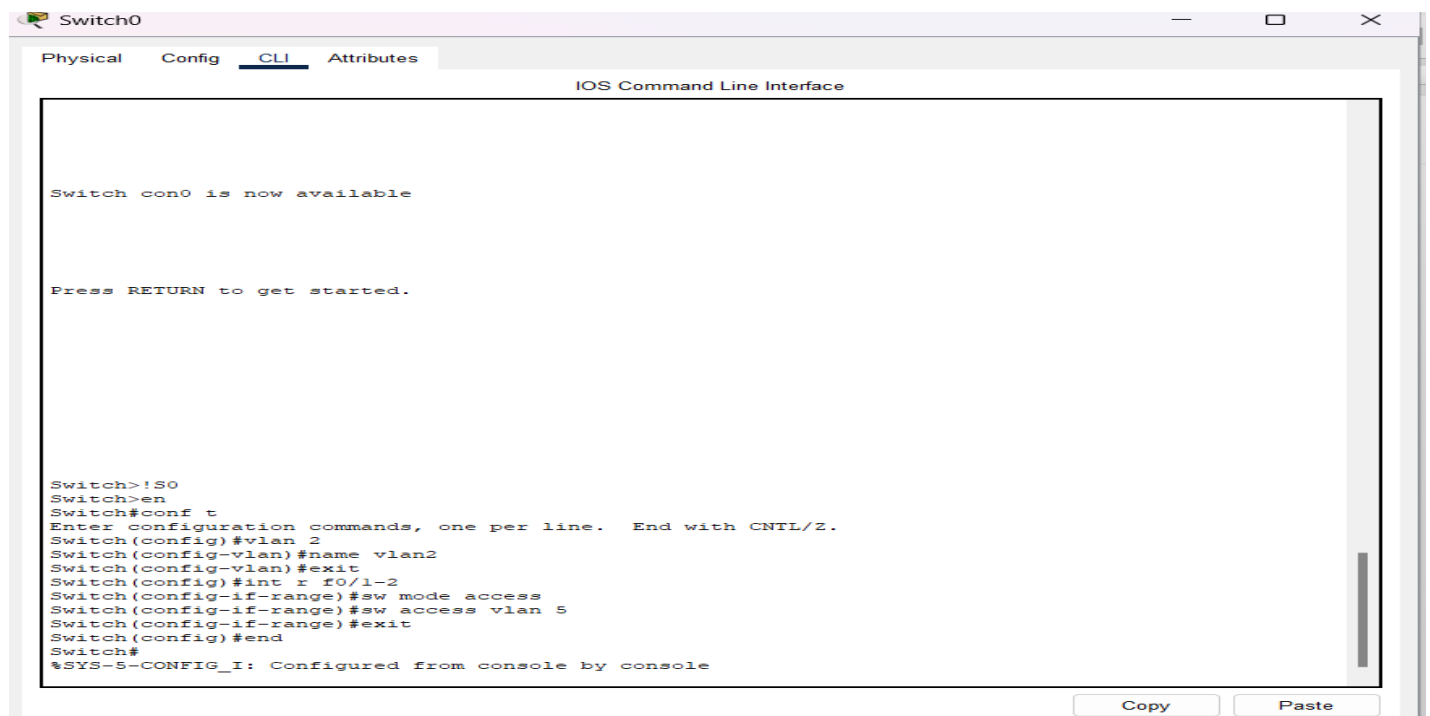 Switch0
Physical Config CLI Attributes
IOS Command Line Interface
Switch con0 is now available
Press RETURN to get started.
Switch>!S0
Switch>en
Switch#conf t
Enter configuration commands, one per line.  End with CNTL/Z.
Switch(config)#vlan 2
Switch(config-vlan)#name vlan2
Switch(config-vlan)#exit
Switch(config)#int r f0/1-2
Switch(config-if-range)#sw mode access
Switch(config-if-range)#sw access vlan 5
Switch(config-if-range)#exit
Switch(config)#end
Switch#
%SYS-5-CONFIG_I: Configured from console by console
Copy Paste